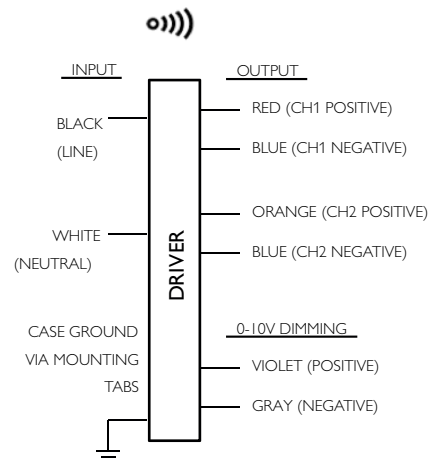 INPUT
BLACK
(LINE)
WHITE
(NEUTRAL)
CASE GROUND
VIA MOUNTING
TABS
DRIVER
OUTPUT
RED (CH1 POSITIVE)
BLUE (CH1 NEGATIVE)
ORANGE (CH2 POSITIVE)
BLUE (CH2 NEGATIVE)
0-10V DIMMING
VIOLET (POSITIVE)
GRAY (NEGATIVE)